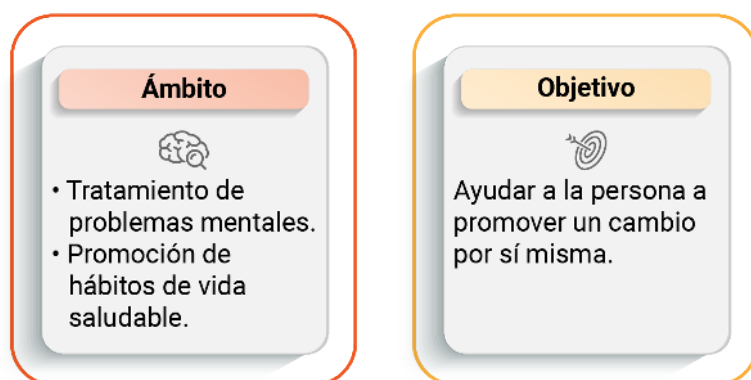 Ámbito
• Tratamiento de
problemas mentales.
• Promoción de
hábitos de vida
saludable.
Objetivo
Ayudar a la persona a
promover un cambio
por sí misma.